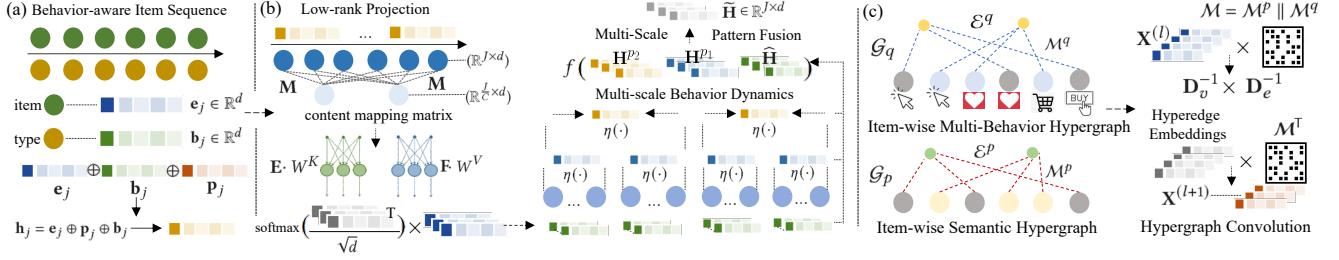 (a) Behavior-aware Item Sequence
item
e_j ∈ ℝ^d
type
b_j ∈ ℝ^d
⊕ ⊕
e_j b_j p_j
h_j = e_j ⊕ p_j ⊕ b_j
(b) Low-rank Projection
...
(ℝ^{J×d})
M M
(ℝ^{J/C ×d})
content mapping matrix
E· W^K F· W^V
softmax( T / √d ) ×
H̃ ∈ ℝ^{J×d}
Multi-Scale Pattern Fusion
H^{p_2} H^{p_1} Ĥ
f ( )
Multi-scale Behavior Dynamics
η(·) η(·)
η(·) η(·) η(·) η(·)
... ... ... ...
(c)
ℰ^q
𝒢_q ℳ^q
BUY
Item-wise Multi-Behavior Hypergraph
ℰ^p
𝒢_p ℳ^p
Item-wise Semantic Hypergraph
ℳ = ℳ^p ∥ ℳ^q
X^{(l)} ×
D_v^{-1} × D_e^{-1}
Hyperedge
Embeddings
ℳ^T
×
X^{(l+1)}
Hypergraph Convolution